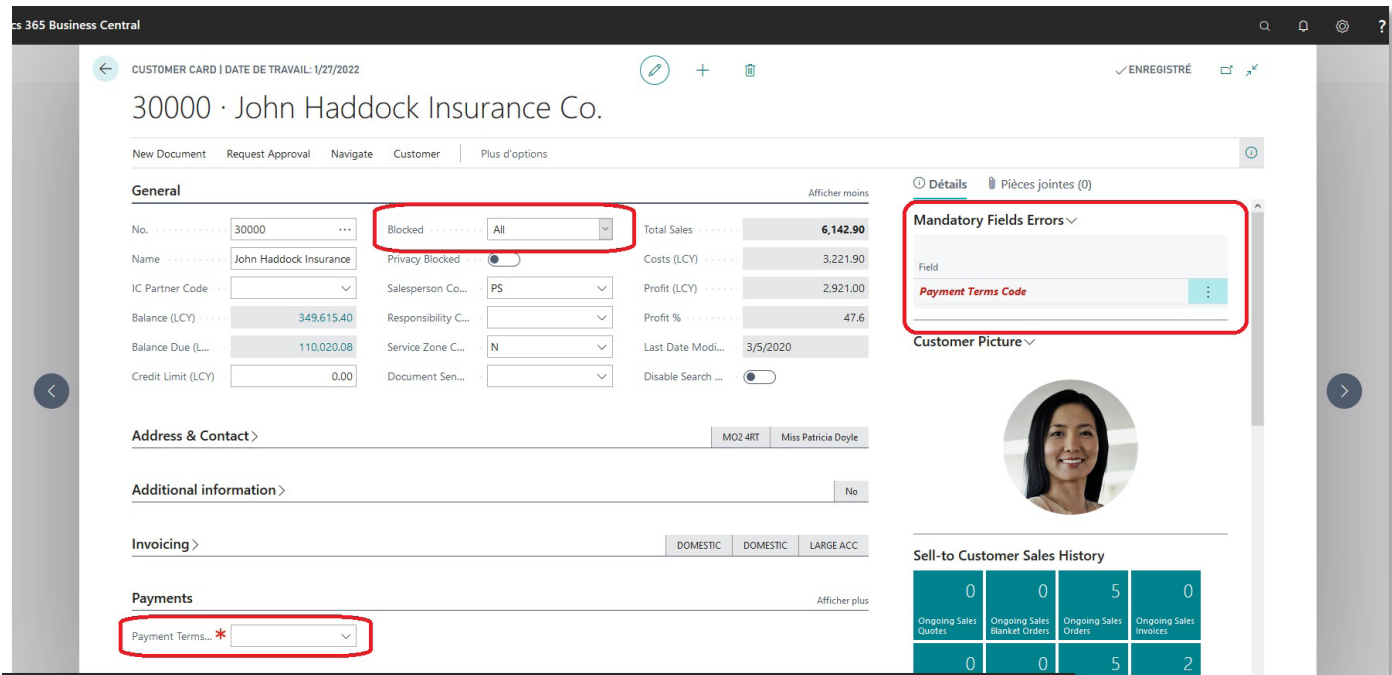 cs 365 Business Central
?
CUSTOMER CARD | DATE DE TRAVAIL: 1/27/2022
ENREGISTRÉ
30000 · John Haddock Insurance Co.
New Document Request Approval Navigate Customer Plus d'options
General
Afficher moins
No. 30000 ...
Name John Haddock Insurance
IC Partner Code
Balance (LCY) 349,615.40
Balance Due (L... 110,020.08
Credit Limit (LCY) 0.00
Blocked All
Privacy Blocked
Salesperson Co... PS
Responsibility C...
Service Zone C... N
Document Sen...
Total Sales 6,142.90
Costs (LCY) 3,221.90
Profit (LCY) 2,921.00
Profit % 47.6
Last Date Modi... 3/5/2020
Disable Search ...
Address & Contact
MO2 4RT Miss Patricia Doyle
Additional information
No
Invoicing
DOMESTIC DOMESTIC LARGE ACC
Payments
Afficher plus
Payment Terms... *
Détails Pièces jointes (0)
Mandatory Fields Errors
Field
Payment Terms Code
Customer Picture
Sell-to Customer Sales History
0
Ongoing Sales
Quotes
0
Ongoing Sales
Blanket Orders
5
Ongoing Sales
Orders
0
Ongoing Sales
Invoices
0 0 5 2